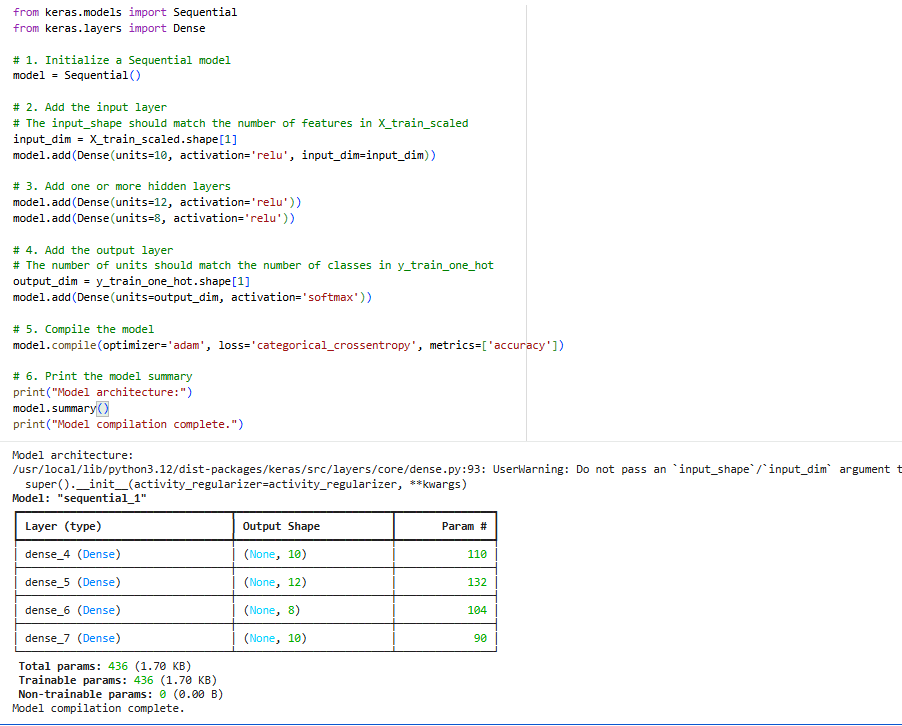 from keras.models import Sequential
from keras.layers import Dense
# 1. Initialize a Sequential model
model = Sequential()
# 2. Add the input layer
# The input_shape should match the number of features in X_train_scaled
input_dim = X_train_scaled.shape[1]
model.add(Dense(units=10, activation='relu', input_dim=input_dim))
# 3. Add one or more hidden layers
model.add(Dense(units=12, activation='relu'))
model.add(Dense(units=8, activation='relu'))
# 4. Add the output layer
# The number of units should match the number of classes in y_train_one_hot
output_dim = y_train_one_hot.shape[1]
model.add(Dense(units=output_dim, activation='softmax'))
# 5. Compile the model
model.compile(optimizer='adam', loss='categorical_crossentropy', metrics=['accuracy'])
# 6. Print the model summary
print("Model architecture:")
model.summary()
print("Model compilation complete.")
Model architecture:
/usr/local/lib/python3.12/dist-packages/keras/src/layers/core/dense.py:93: UserWarning: Do not pass an `input_shape`/`input_dim` argument t
super().__init__(activity_regularizer=activity_regularizer, **kwargs)
Model: "sequential_1"
Layer (type) Output Shape Param #
dense_4 (Dense) (None, 10) 110
dense_5 (Dense) (None, 12) 132
dense_6 (Dense) (None, 8) 104
dense_7 (Dense) (None, 10) 90
Total params: 436 (1.70 KB)
Trainable params: 436 (1.70 KB)
Non-trainable params: 0 (0.00 B)
Model compilation complete.